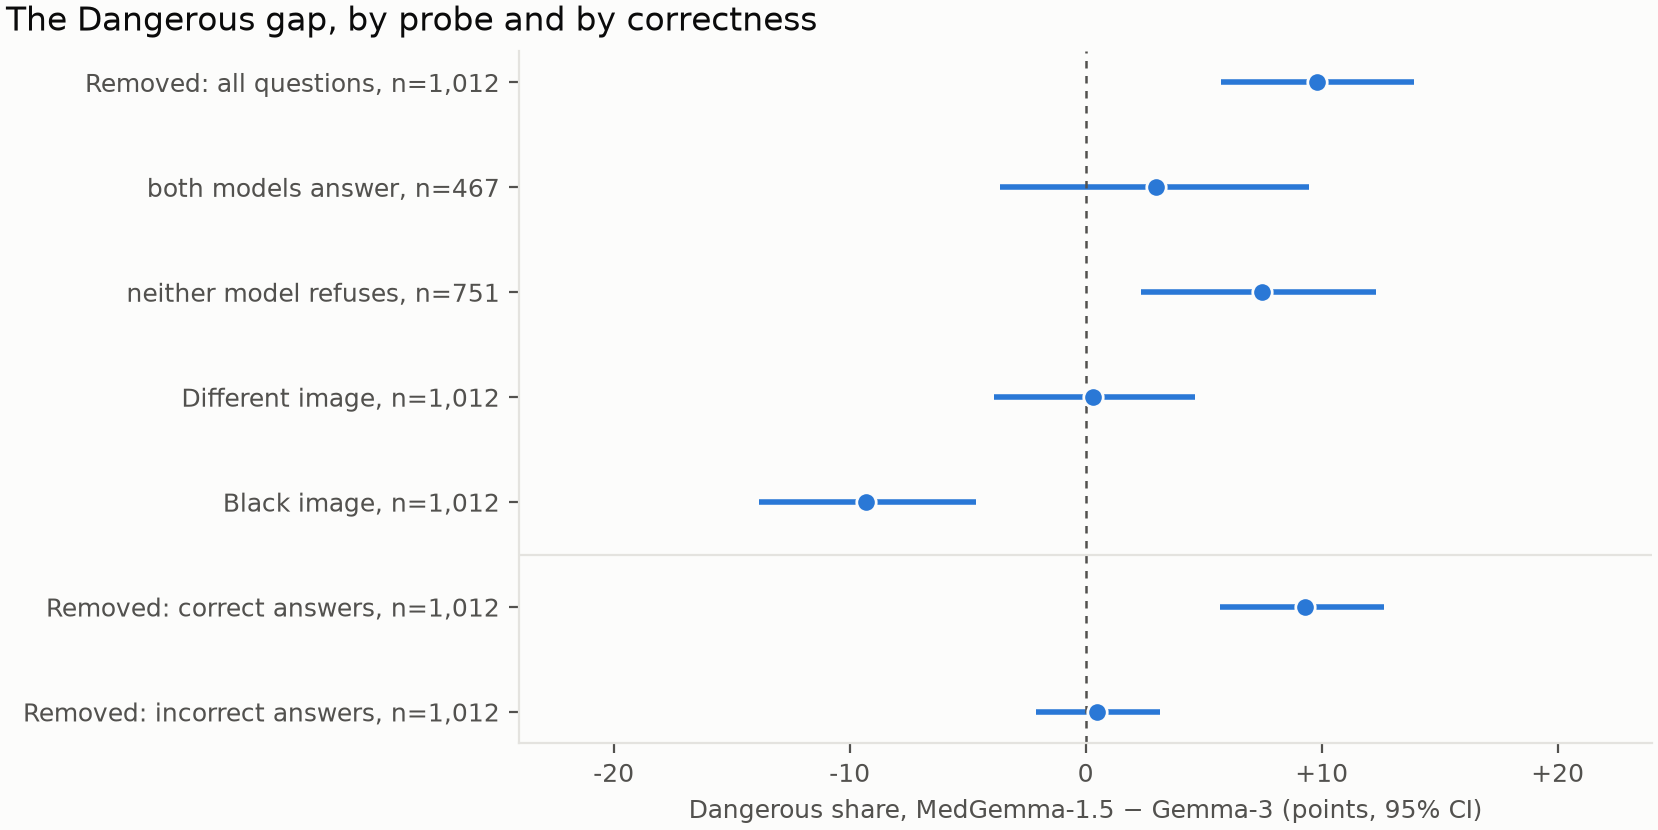 The Dangerous gap, by probe and by correctness
Removed: all questions, n=1,012
both models answer, n=467
neither model refuses, n=751
Different image, n=1,012
Black image, n=1,012
Removed: correct answers, n=1,012
Removed: incorrect answers, n=1,012
-20 -10 0 +10 +20
Dangerous share, MedGemma-1.5 − Gemma-3 (points, 95% CI)